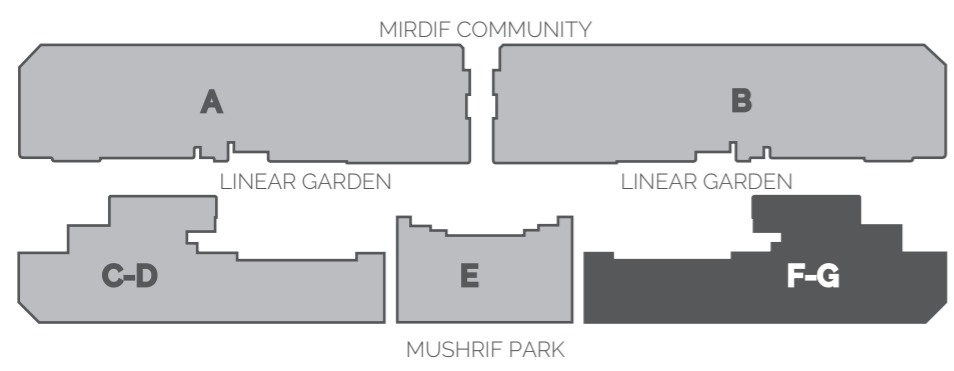 MIRDIF COMMUNITY
A
B
LINEAR GARDEN
LINEAR GARDEN
C-D
E
F-G
MUSHRIF PARK